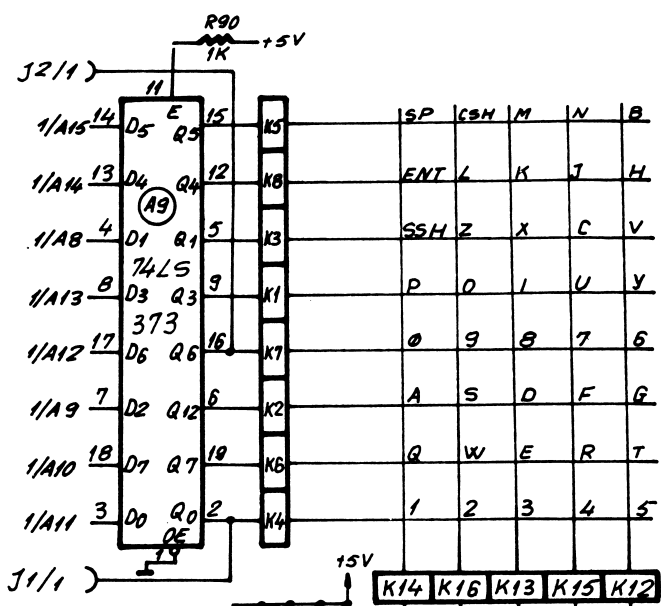 R90
1K +5V
J2/1
11
E
1/A15 14 D5 Q5 15 K5 SP CSH M N B
1/A14 13 D4 Q4 12 K8 ENT L K J H
A9
1/A8 4 D1 Q1 5 K3 SSH Z X C V
74LS
1/A13 8 D3 Q3 9 K1 P O I U Y
373
1/A12 17 D6 Q6 16 K7 0 9 8 7 6
1/A9 7 D2 Q12 6 K2 A S D F G
1/A10 18 D7 Q7 19 K6 Q W E R T
1/A11 3 D0 Q0 2 K4 1 2 3 4 5
OE
1
J1/1
+5V
K14 K16 K13 K15 K12